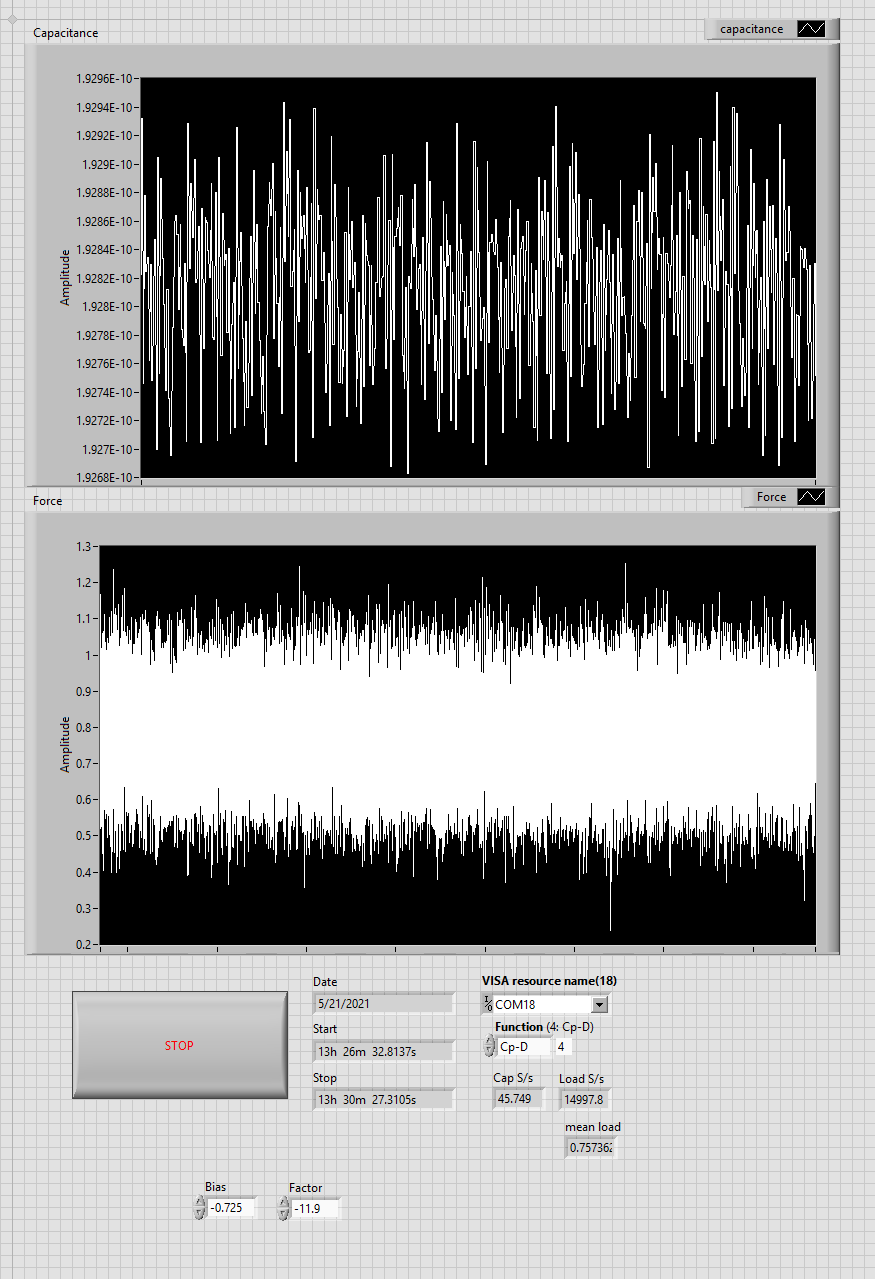 Capacitance
capacitance
1.9296E-10
1.9294E-10
1.9292E-10
1.929E-10
1.9288E-10
1.9286E-10
1.9284E-10
1.9282E-10
1.928E-10
1.9278E-10
1.9276E-10
1.9274E-10
1.9272E-10
1.927E-10
1.9268E-10
Amplitude
Force
Force
1.3
1.2
1.1
1
0.9
0.8
0.7
0.6
0.5
0.4
0.3
0.2
Amplitude
STOP
Date
5/21/2021
Start
13h 26m 32.8137s
Stop
13h 30m 27.3105s
VISA resource name(18)
I/O COM18
Function (4: Cp-D)
Cp-D 4
Cap S/s Load S/s
45.749 14997.8
mean load
0.757362
Bias Factor
-0.725 -11.9